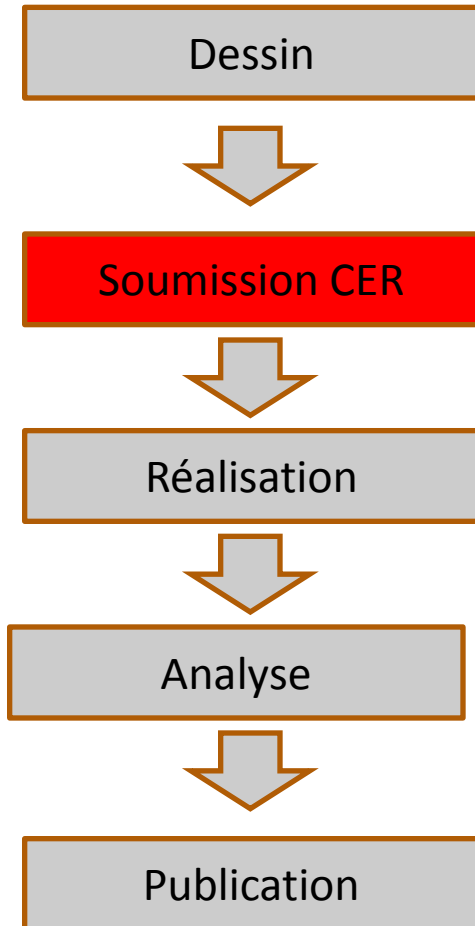 Dessin
Soumission CER
Réalisation
Analyse
Publication